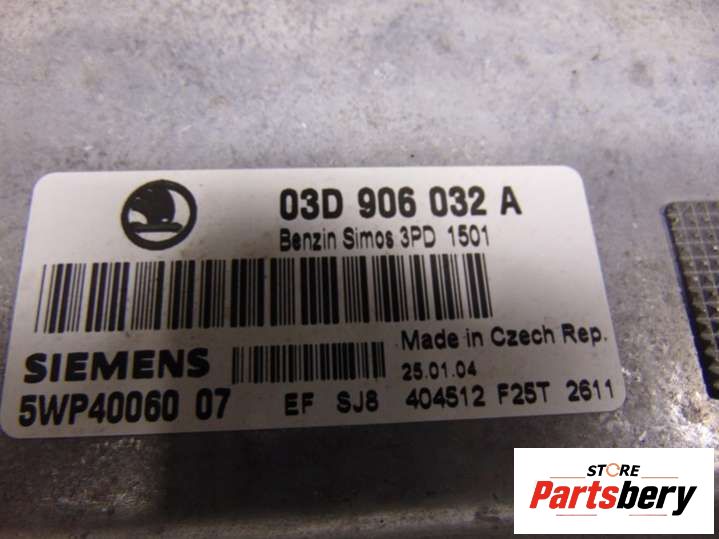 03D 906 032 A
Benzin Simos 3PD 1501
Made in Czech Rep.
SIEMENS 25.01.04
5WP40060 07 EF SJ8 404512 F25T 2611
STORE
Partsbery